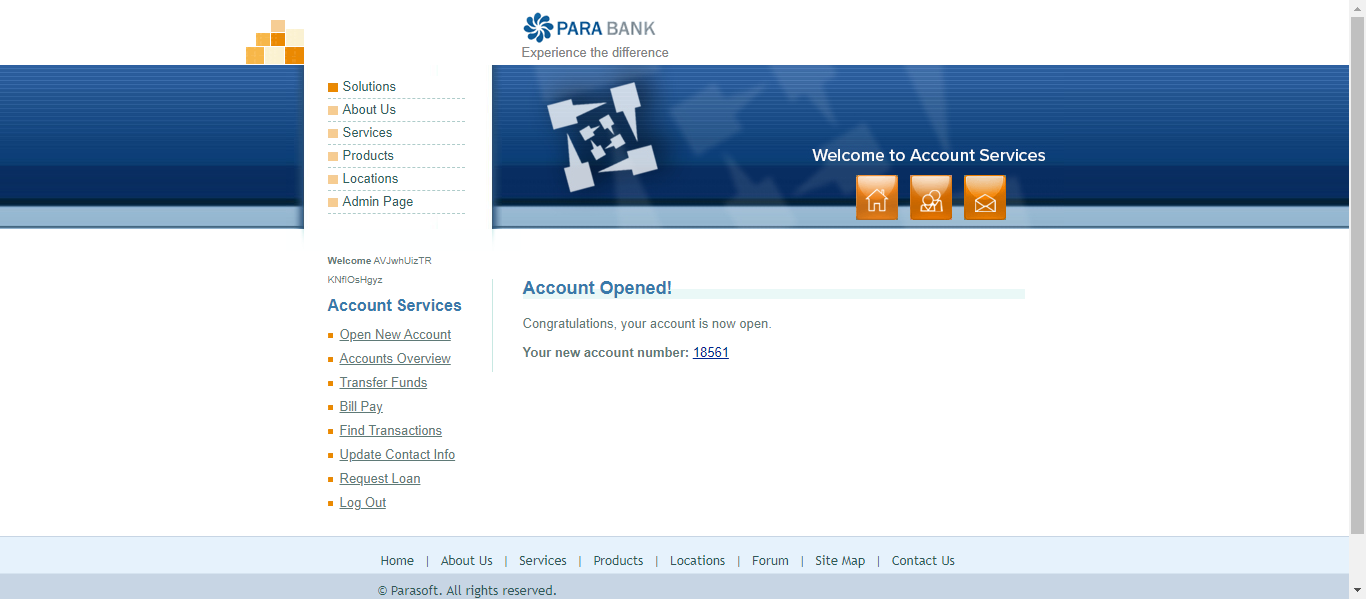 PARA BANK
Experience the difference
Solutions
About Us
Services
Products
Locations
Admin Page
Welcome to Account Services
Welcome AVJwhUizTR
KNflOsHgyz
Account Services
Open New Account
Accounts Overview
Transfer Funds
Bill Pay
Find Transactions
Update Contact Info
Request Loan
Log Out
Account Opened!
Congratulations, your account is now open.
Your new account number: 18561
Home | About Us | Services | Products | Locations | Forum | Site Map | Contact Us
© Parasoft. All rights reserved.